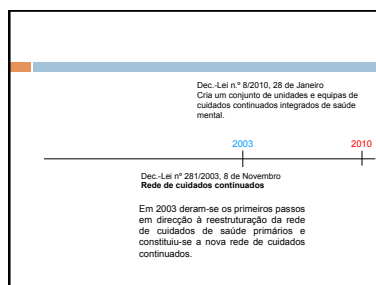 Dec.-Lei n.º 8/2010, 28 de Janeiro
Cria um conjunto de unidades e equipas de
cuidados continuados integrados de saúde
mental.
2003
2010
Dec.-Lei nº 281/2003, 8 de Novembro
Rede de cuidados continuados
Em 2003 deram-se os primeiros passos
em direcção à reestruturação da rede
de cuidados de saúde primários e
constituiu-se a nova rede de cuidados
continuados.